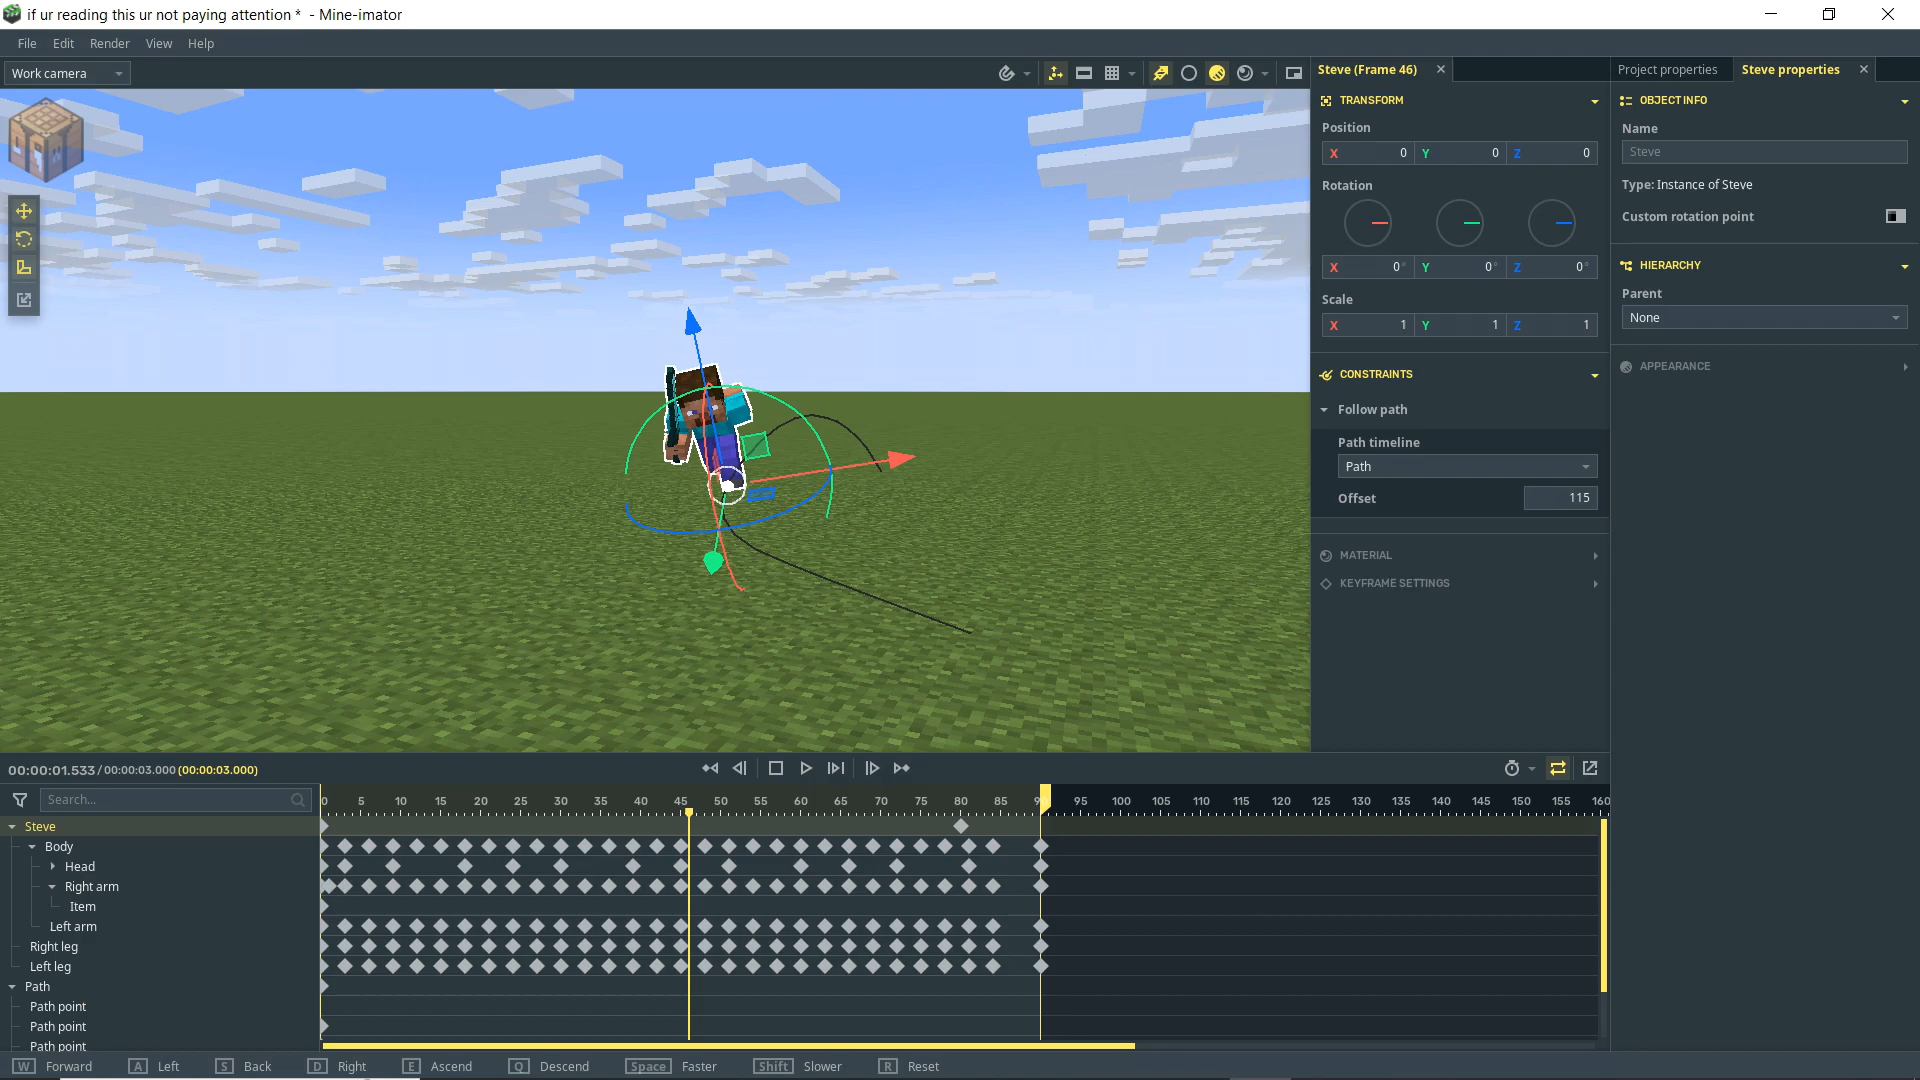 if ur reading this ur not paying attention * - Mine-imator
File Edit Render View Help
Work camera
Steve (Frame 46)
TRANSFORM
Position
X 0 Y 0 Z 0
Rotation
X 0° Y 0° Z 0°
Scale
X 1 Y 1 Z 1
CONSTRAINTS
Follow path
Path timeline
Path
Offset 115
MATERIAL
KEYFRAME SETTINGS
Project properties Steve properties
OBJECT INFO
Name
Steve
Type: Instance of Steve
Custom rotation point
HIERARCHY
Parent
None
APPEARANCE
00:00:01.533/00:00:03.000 (00:00:03.000)
Search...
0 5 10 15 20 25 30 35 40 45 50 55 60 65 70 75 80 85 90 95 100 105 110 115 120 125 130 135 140 145 150 155 160
Steve
Body
Head
Right arm
Item
Left arm
Right leg
Left leg
Path
Path point
Path point
Path point
W Forward A Left S Back D Right E Ascend Q Descend Space Faster Shift Slower R Reset